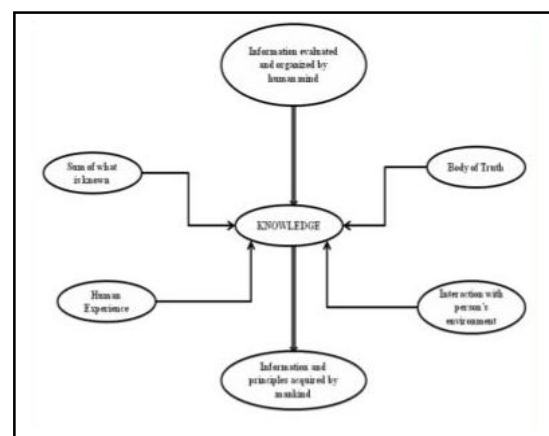 Information evaluated
and organized by
human mind
Sum of what
is known
Body of Truth
KNOWLEDGE
Human
Experience
Interaction with
person's
environment
Information and
principles acquired by
mankind